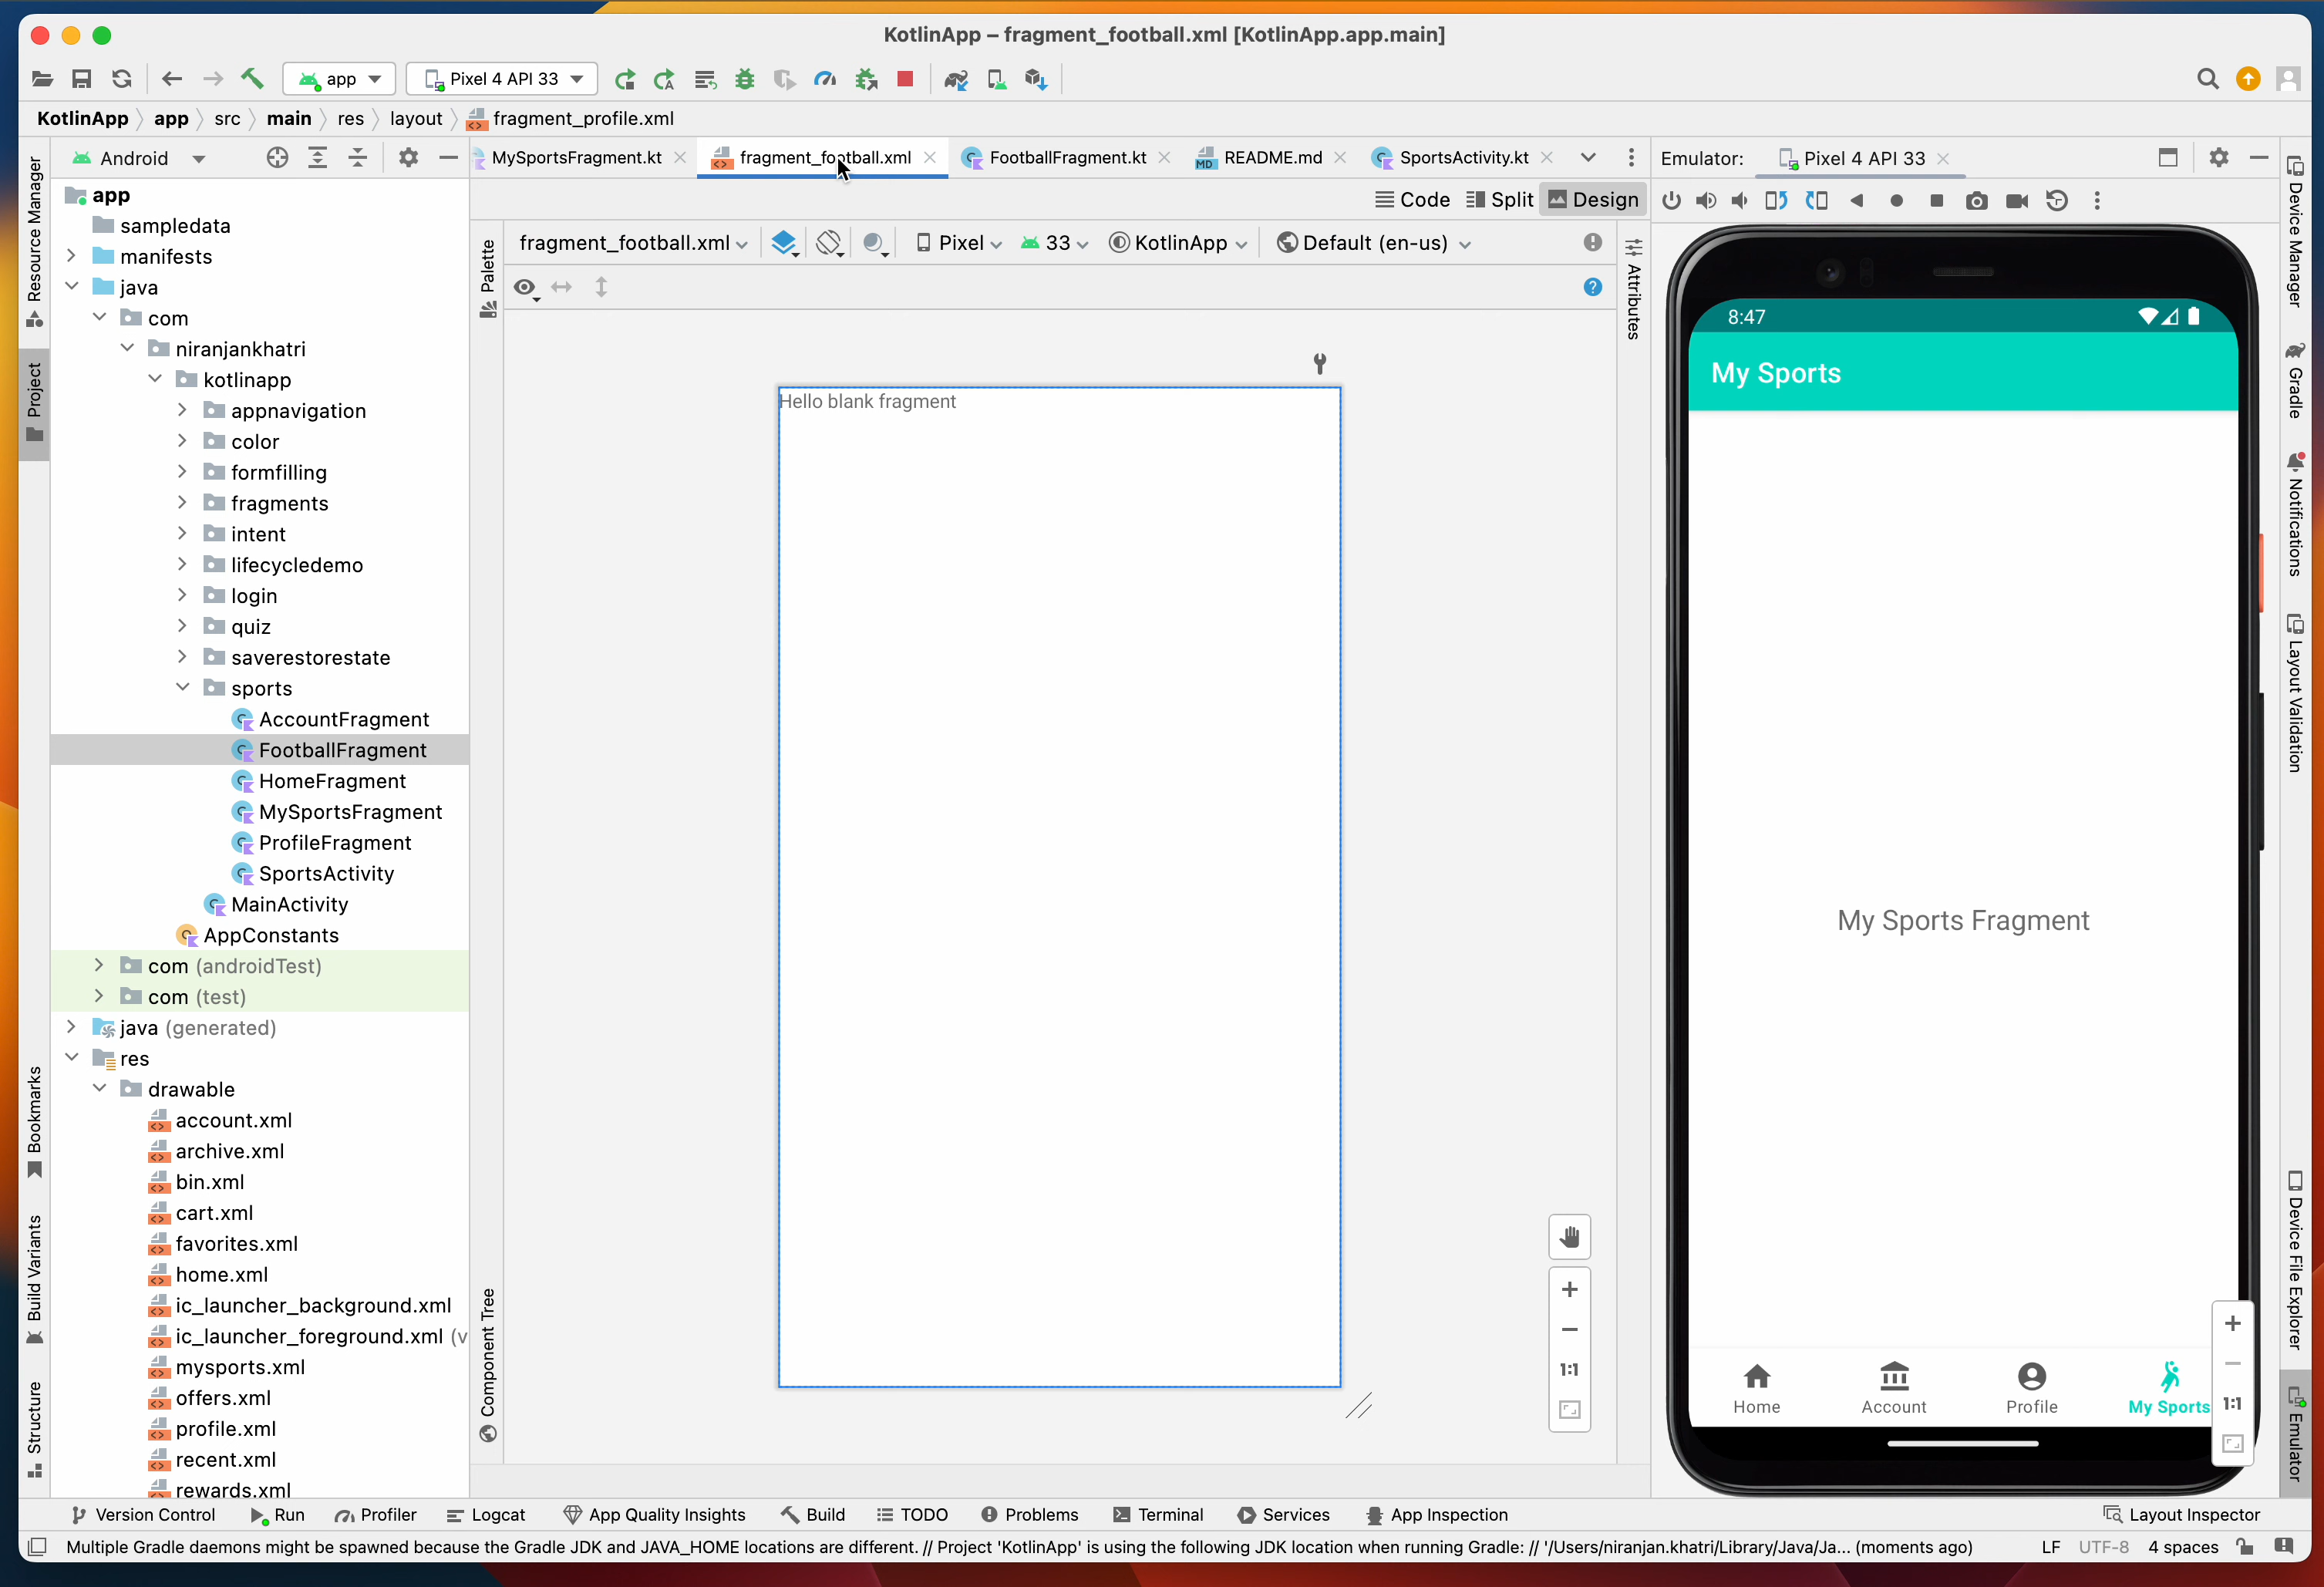 KotlinApp – fragment_football.xml [KotlinApp.app.main]
app
Pixel 4 API 33
KotlinApp
app
src
main
res
layout
fragment_profile.xml
Android
MySportsFragment.kt
fragment_football.xml
FootballFragment.kt
README.md
SportsActivity.kt
Emulator:
Pixel 4 API 33
Code
Split
Design
fragment_football.xml
Pixel
33
KotlinApp
Default (en-us)
Resource Manager
Project
Bookmarks
Build Variants
Structure
app
sampledata
manifests
java
com
niranjankhatri
kotlinapp
appnavigation
color
formfilling
fragments
intent
lifecycledemo
login
quiz
saverestorestate
sports
AccountFragment
FootballFragment
HomeFragment
MySportsFragment
ProfileFragment
SportsActivity
MainActivity
AppConstants
com (androidTest)
com (test)
java (generated)
res
drawable
account.xml
archive.xml
bin.xml
cart.xml
favorites.xml
home.xml
ic_launcher_background.xml
ic_launcher_foreground.xml (v
mysports.xml
offers.xml
profile.xml
recent.xml
rewards.xml
Palette
Component Tree
Hello blank fragment
1:1
Attributes
8:47
My Sports
My Sports Fragment
Home
Account
Profile
My Sports
1:1
Device Manager
Gradle
Notifications
Layout Validation
Device File Explorer
Emulator
Version Control
Run
Profiler
Logcat
App Quality Insights
Build
TODO
Problems
Terminal
Services
App Inspection
Layout Inspector
Multiple Gradle daemons might be spawned because the Gradle JDK and JAVA_HOME locations are different. // Project 'KotlinApp' is using the following JDK location when running Gradle: // '/Users/niranjan.khatri/Library/Java/Ja... (moments ago)
LF
UTF-8
4 spaces